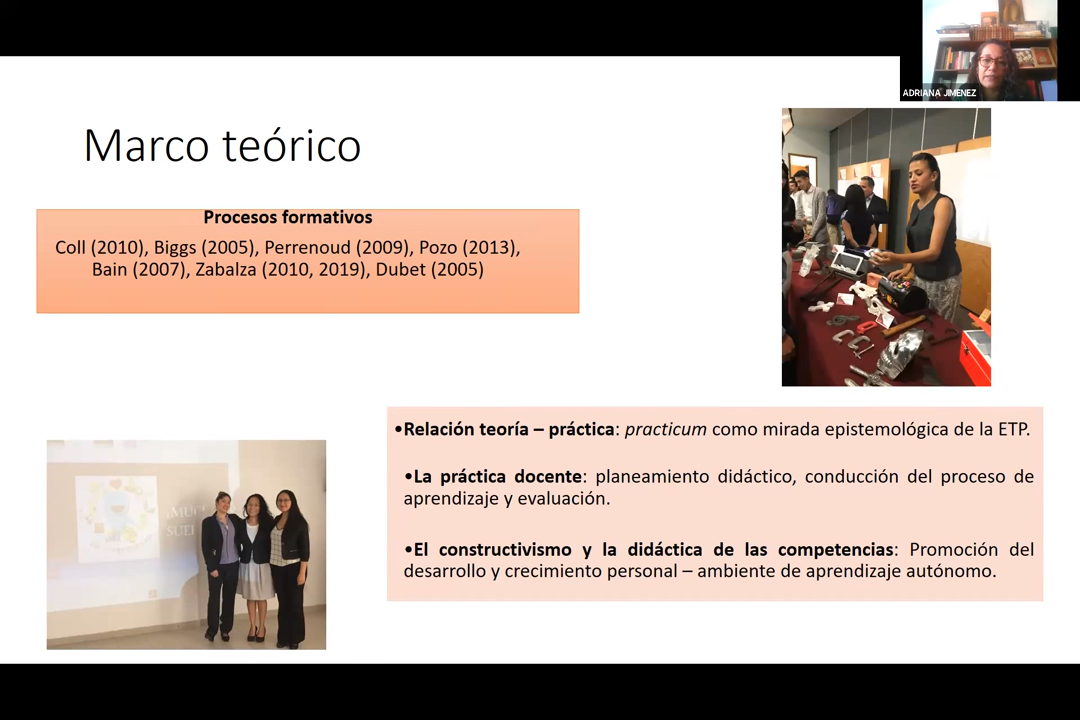 ADRIANA JIMENEZ
Marco teórico
Procesos formativos
Coll (2010), Biggs (2005), Perrenoud (2009), Pozo (2013),
Bain (2007), Zabalza (2010, 2019), Dubet (2005)
•Relación teoría – práctica: practicum como mirada epistemológica de la ETP.
•La práctica docente: planeamiento didáctico, conducción del proceso de
aprendizaje y evaluación.
•El constructivismo y la didáctica de las competencias: Promoción del
desarrollo y crecimiento personal – ambiente de aprendizaje autónomo.